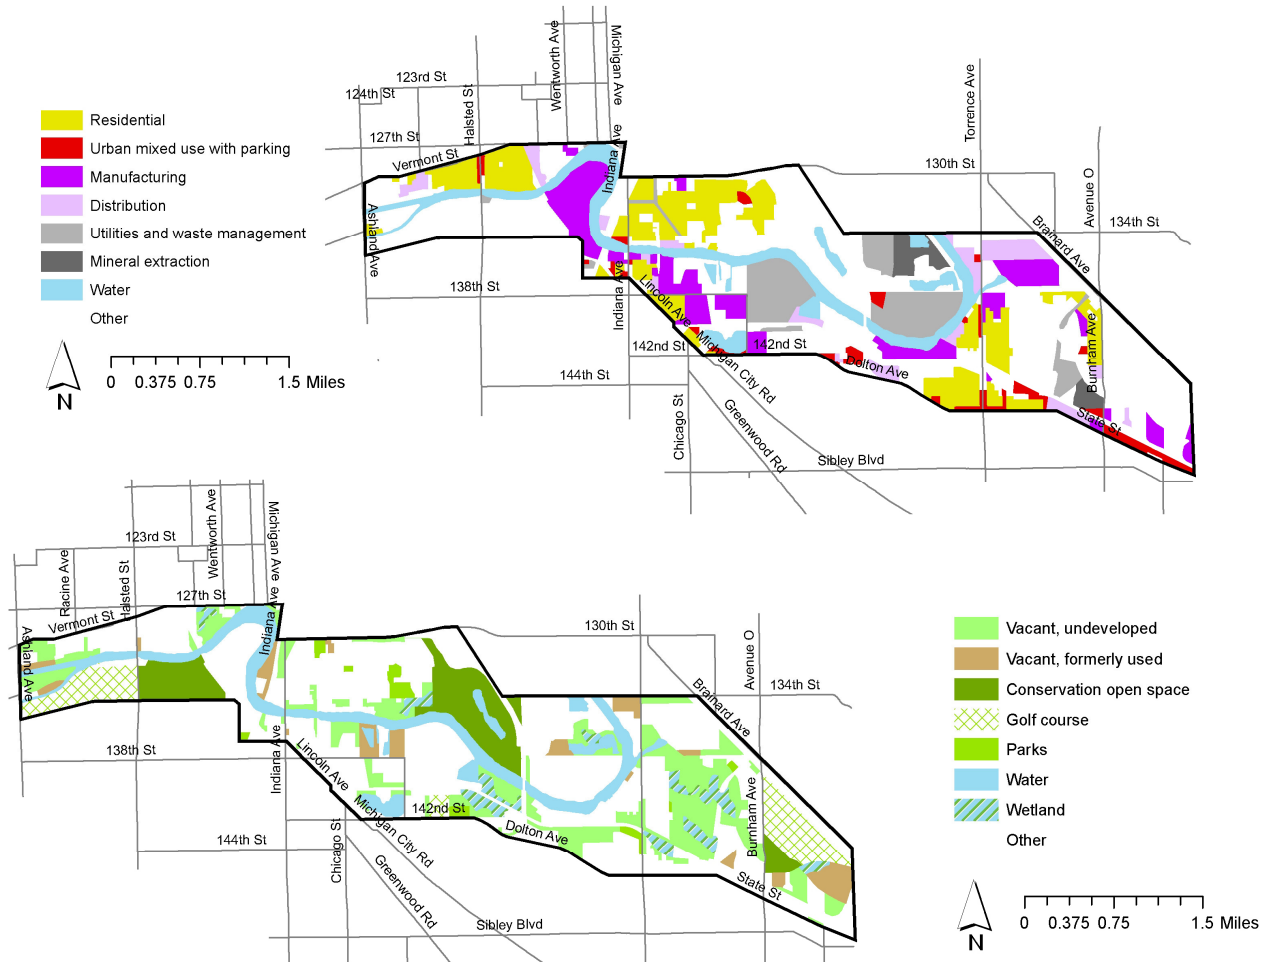 Wentworth Ave
Michigan Ave
123rd St
124th St
Halsted St
Torrence Ave
127th St
Vermont St
Indiana Ave
130th St
Avenue O
134th St
Brainard Ave
Ashland Ave
138th St
Indiana Ave
Lincoln Ave
142nd St
Michigan City Rd
142nd St
Dolton Ave
Burnham Ave
144th St
State St
Chicago St
Greenwood Rd
Sibley Blvd
Residential
Urban mixed use with parking
Manufacturing
Distribution
Utilities and waste management
Mineral extraction
Water
Other
N
0 0.375 0.75 1.5 Miles
Wentworth Ave
Michigan Ave
123rd St
Racine Ave
Halsted St
127th St
Vermont St
Indiana Ave
130th St
Avenue O
134th St
Brainard Ave
Ashland Ave
138th St
Indiana Ave
Lincoln Ave
Michigan City Rd
142nd St
Dolton Ave
Burnham Ave
144th St
State St
Chicago St
Greenwood Rd
Sibley Blvd
Vacant, undeveloped
Vacant, formerly used
Conservation open space
Golf course
Parks
Water
Wetland
Other
N
0 0.375 0.75 1.5 Miles